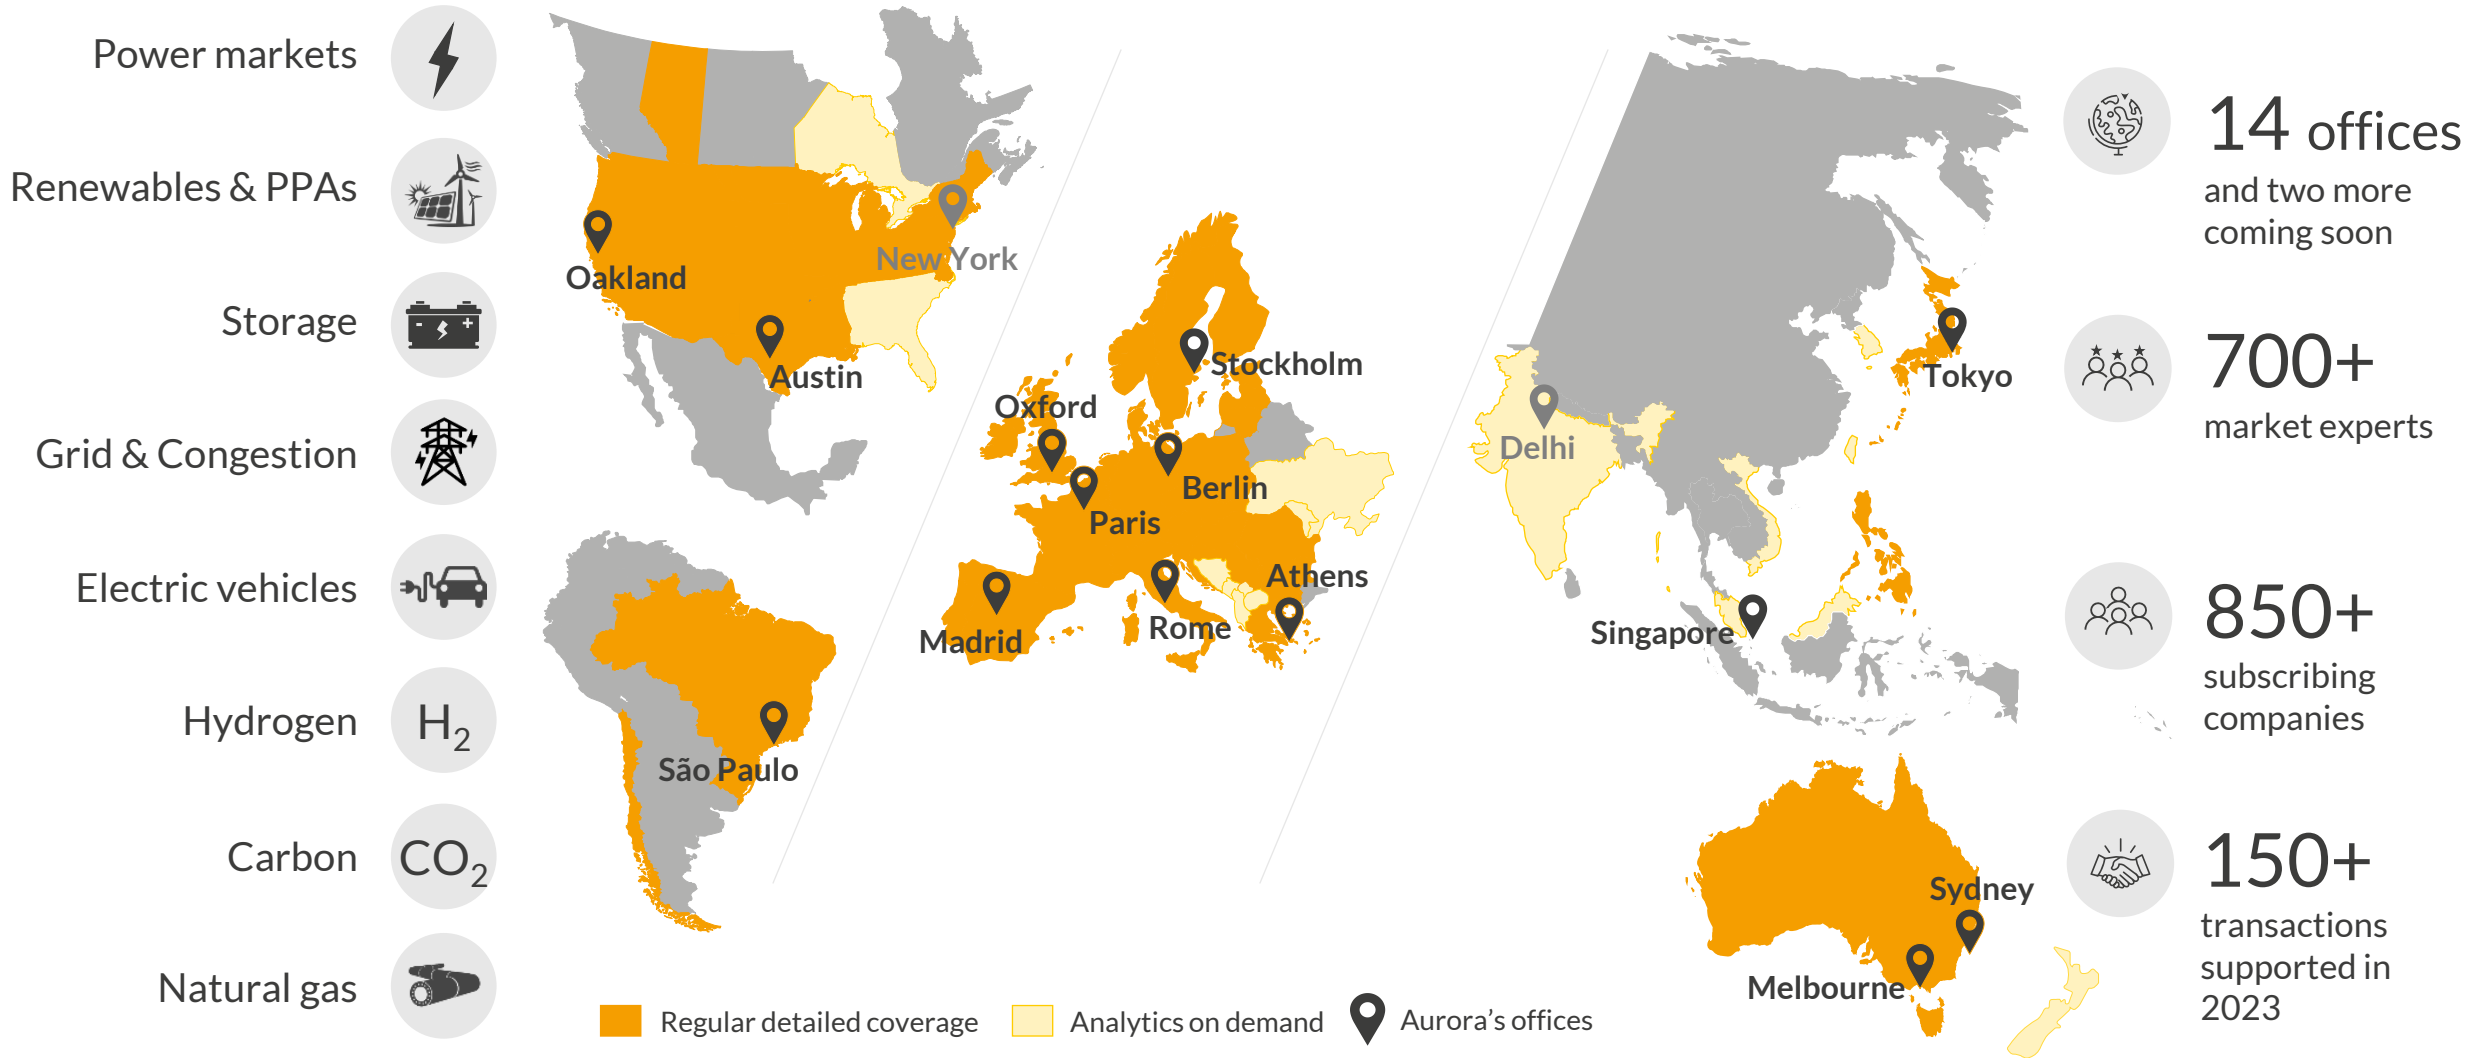 Power markets
Renewables & PPAs
Storage
Grid & Congestion
Electric vehicles
Hydrogen
H2
Carbon
CO2
Natural gas
Oakland
New York
Austin
São Paulo
Stockholm
Oxford
Berlin
Paris
Athens
Rome
Madrid
Tokyo
Delhi
Singapore
Sydney
Melbourne
Regular detailed coverage
Analytics on demand
Aurora’s offices
14 offices
and two more
coming soon
700+
market experts
850+
subscribing
companies
150+
transactions
supported in
2023